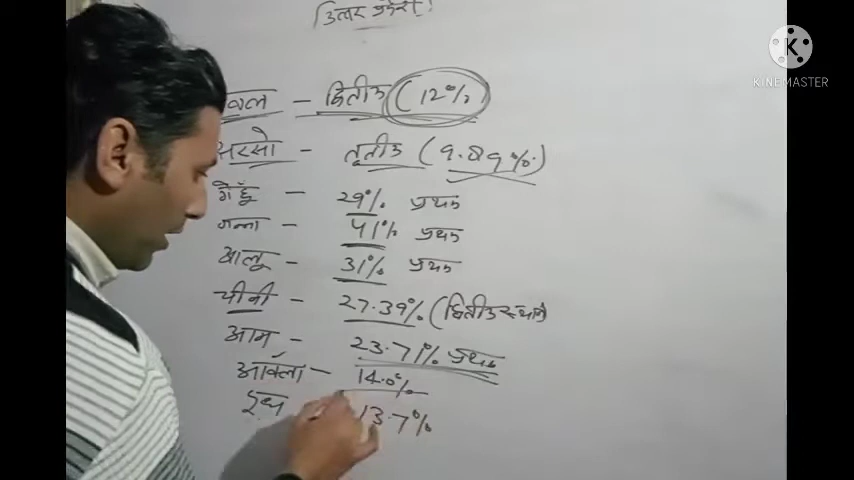 उत्तर प्रदेश!
K
KINEMASTER
चावल – द्वितीय (12%)
सरसो – तृतीय (9.89%)
गेहूँ – 29% प्रथम
गन्ना – 41% प्रथम
आलू – 31% प्रथम
चीनी – 27.39% (द्वितीय स्थान)
आम – 23.71% प्रथम
आंवला – 14.0%
दूध 13.7%